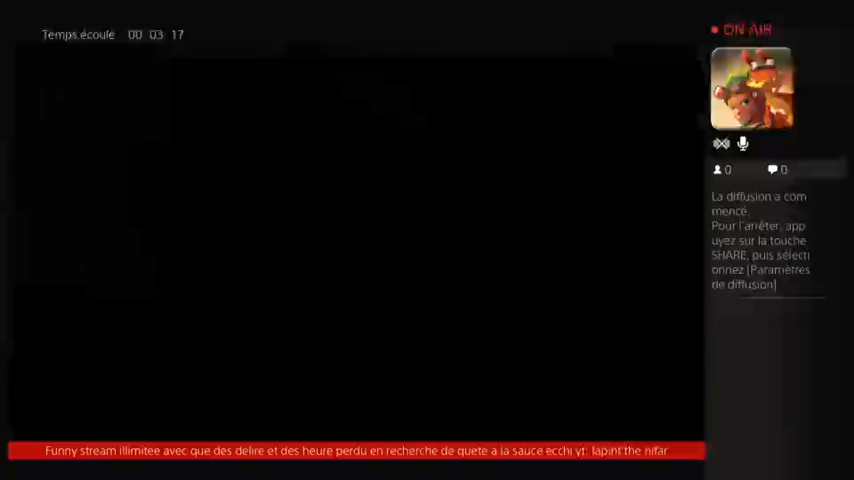 Temps écoulé 00 03 17
ON AIR
0 0
La diffusion a com
mencé.
Pour l'arrêter, app
uyez sur la touche
SHARE, puis sélecti
onnez [Paramètres
de diffusion]
Funny stream illimitee avec que des delire et des heure perdu en recherche de quete a la sauce ecchi yt: lapint the nifar